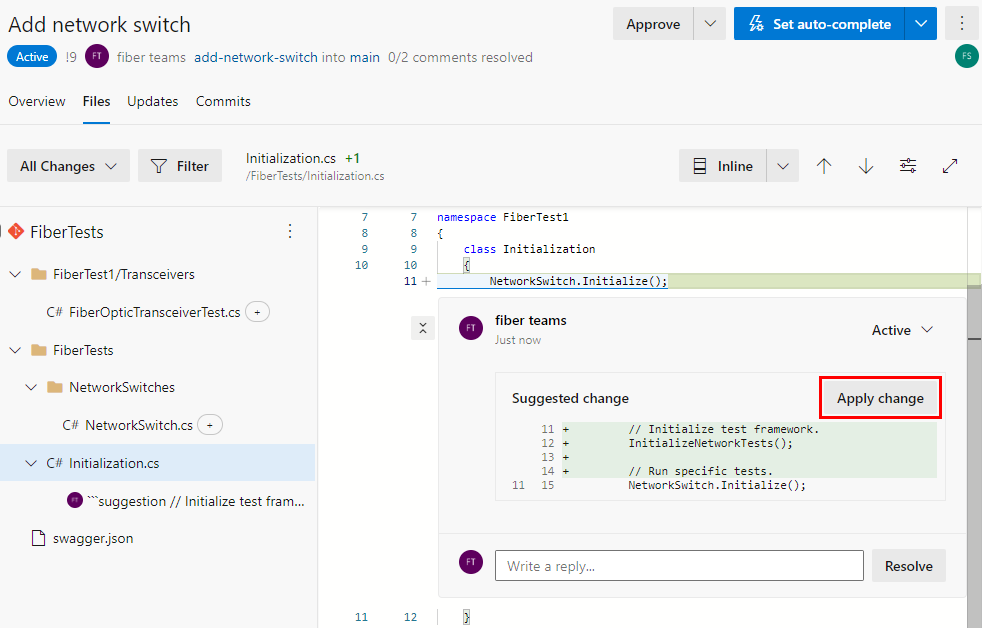 Add network switch
Approve
Set auto-complete
Active !9 FT fiber teams add-network-switch into main 0/2 comments resolved
FS
Overview Files Updates Commits
All Changes Filter
Initialization.cs +1
/FiberTests/Initialization.cs
Inline
FiberTests
FiberTest1/Transceivers
C# FiberOpticTransceiverTest.cs +
FiberTests
NetworkSwitches
C# NetworkSwitch.cs +
C# Initialization.cs
FT ```suggestion // Initialize test fram...
swagger.json
7 7 namespace FiberTest1
8 8 {
9 9 class Initialization
10 10 {
11 + NetworkSwitch.Initialize();
FT fiber teams
Just now
Active
Suggested change
Apply change
11 + // Initialize test framework.
12 + InitializeNetworkTests();
13 +
14 + // Run specific tests.
11 15 NetworkSwitch.Initialize();
FT Write a reply... Resolve
11 12 }